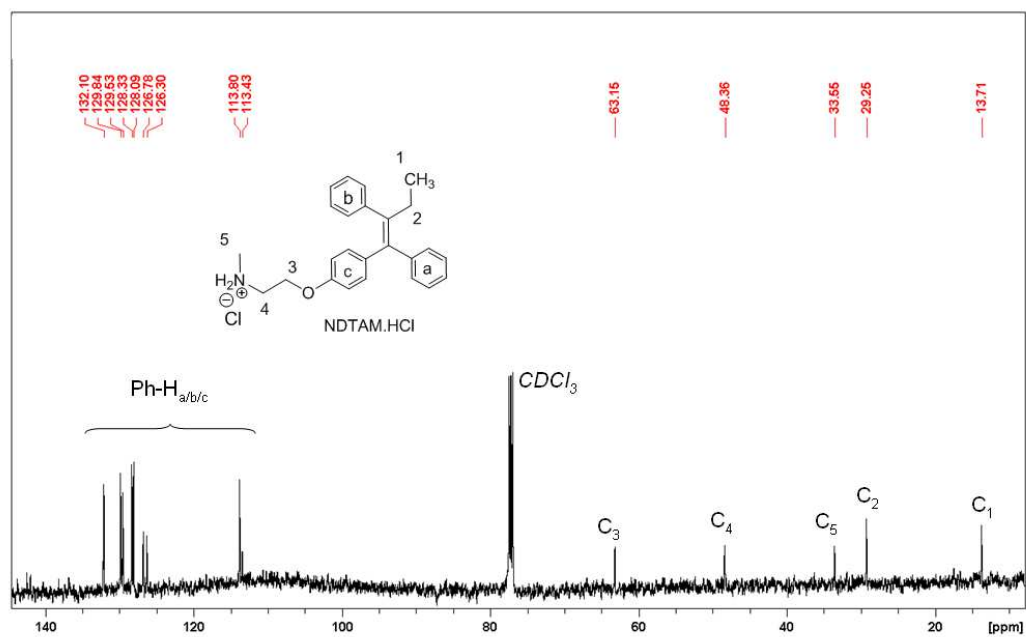 132.10
129.84
129.53
128.33
128.09
126.78
126.30
113.80
113.43
63.15
48.36
33.55
29.25
13.71
1
CH3
b
2
5
3
H2N
⊕
c
a
⊖
Cl
4
O
NDTAM.HCl
Ph-Ha/b/c
CDCl3
C3
C4
C5
C2
C1
140 120 100 80 60 40 20 [ppm]